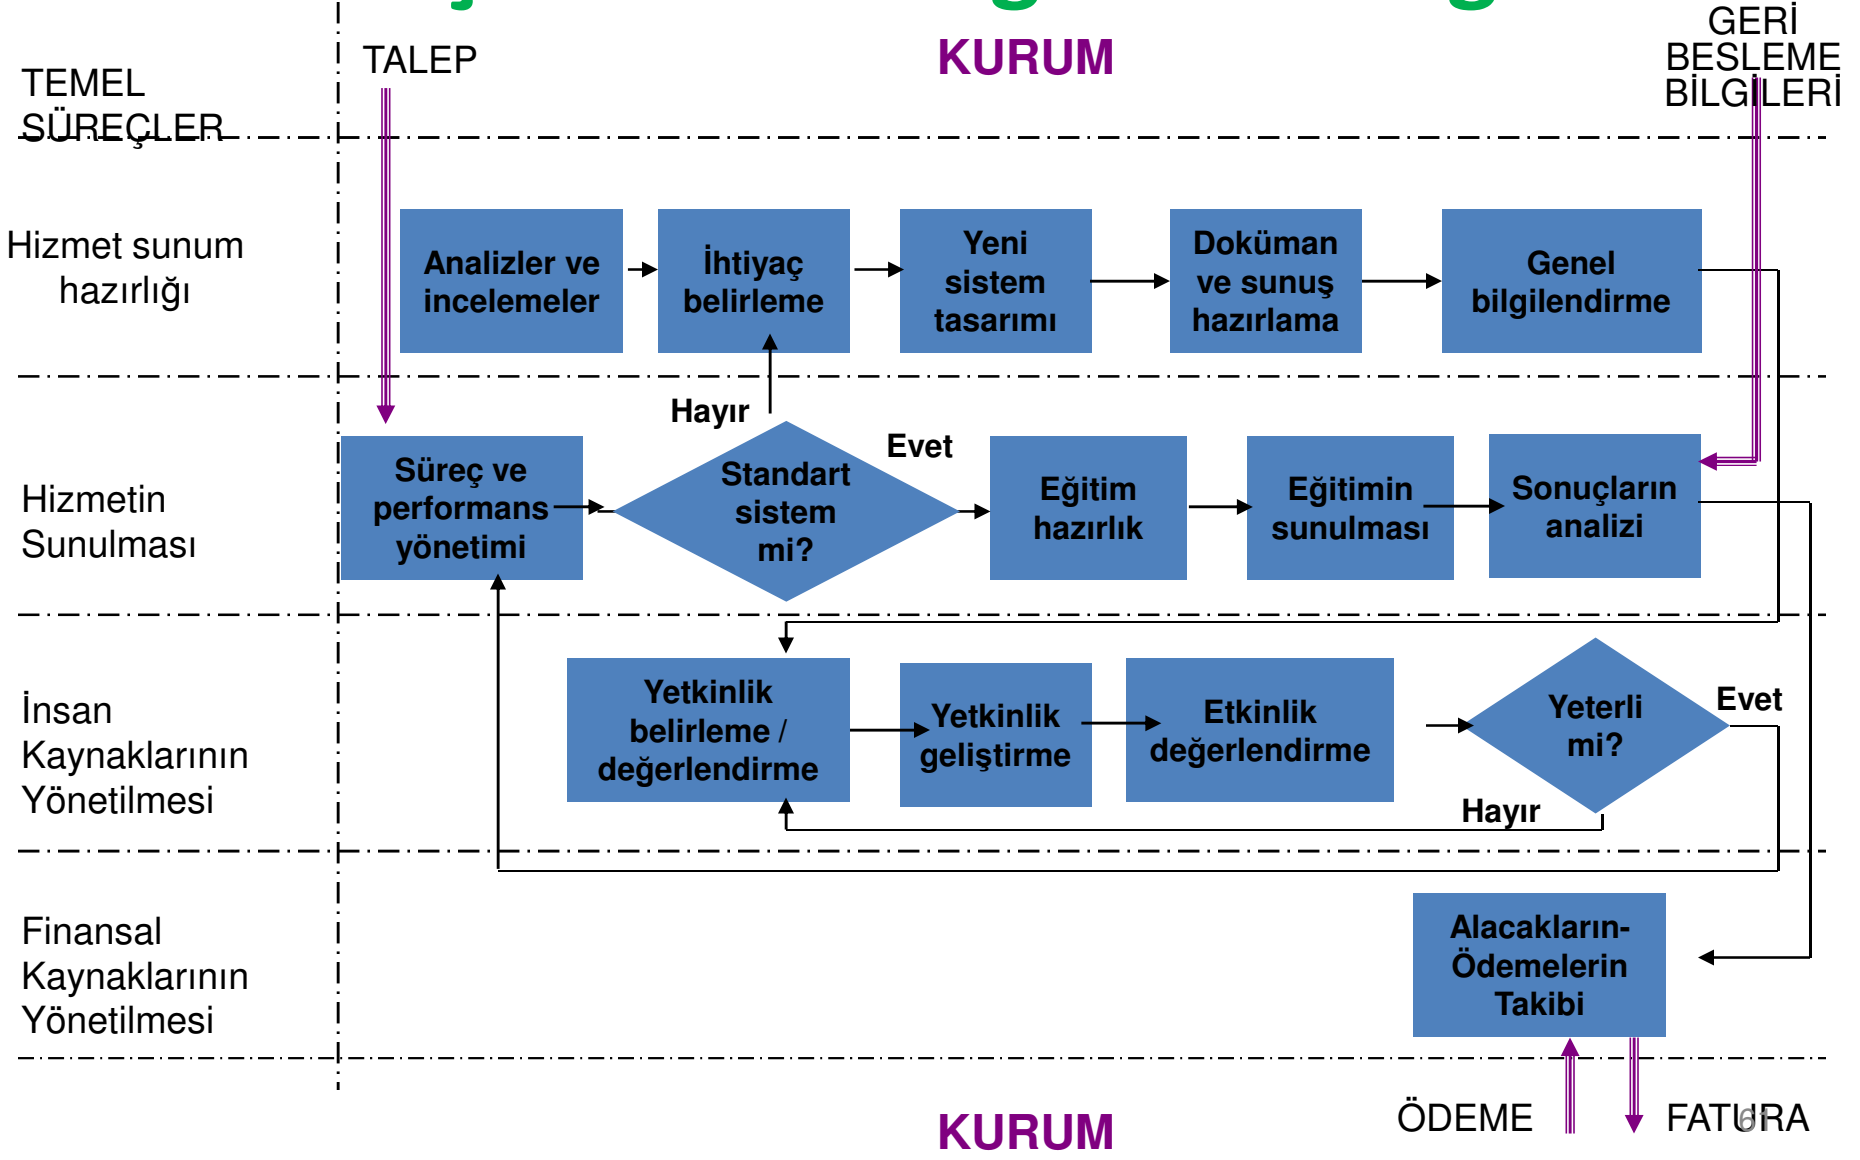 TALEP
KURUM
GERİ
BESLEME
BİLGİLERİ
TEMEL
SÜREÇLER
Hizmet sunum
hazırlığı
Analizler ve
incelemeler
İhtiyaç
belirleme
Yeni
sistem
tasarımı
Doküman
ve sunuş
hazırlama
Genel
bilgilendirme
Hayır
Evet
Hizmetin
Sunulması
Süreç ve
performans
yönetimi
Standart
sistem
mi?
Eğitim
hazırlık
Eğitimin
sunulması
Sonuçların
analizi
İnsan
Kaynaklarının
Yönetilmesi
Yetkinlik
belirleme /
değerlendirme
Yetkinlik
geliştirme
Etkinlik
değerlendirme
Yeterli
mi?
Evet
Hayır
Finansal
Kaynaklarının
Yönetilmesi
Alacakların-
Ödemelerin
Takibi
KURUM
ÖDEME
FATURA
61